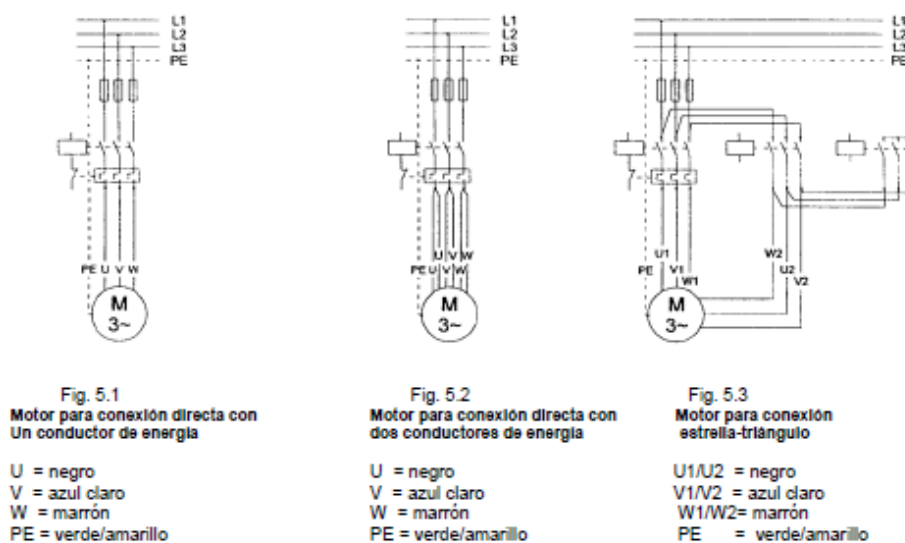 L1
L2
L3
PE
PE U V W
M
3~
Fig. 5.1
Motor para conexión directa con
Un conductor de energía
U = negro
V = azul claro
W = marrón
PE = verde/amarillo
L1
L2
L3
PE
U V W
PE U V W
M
3~
Fig. 5.2
Motor para conexión directa con
dos conductores de energía
U = negro
V = azul claro
W = marrón
PE = verde/amarillo
L1
L2
L3
PE
U1
PE V1
W1
W2
U2
V2
M
3~
Fig. 5.3
Motor para conexión
estrella-triángulo
U1/U2 = negro
V1/V2 = azul claro
W1/W2= marrón
PE = verde/amarillo